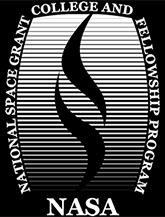 NATIONAL SPACE GRANT
COLLEGE AND
FELLOWSHIP PROGRAM
NASA